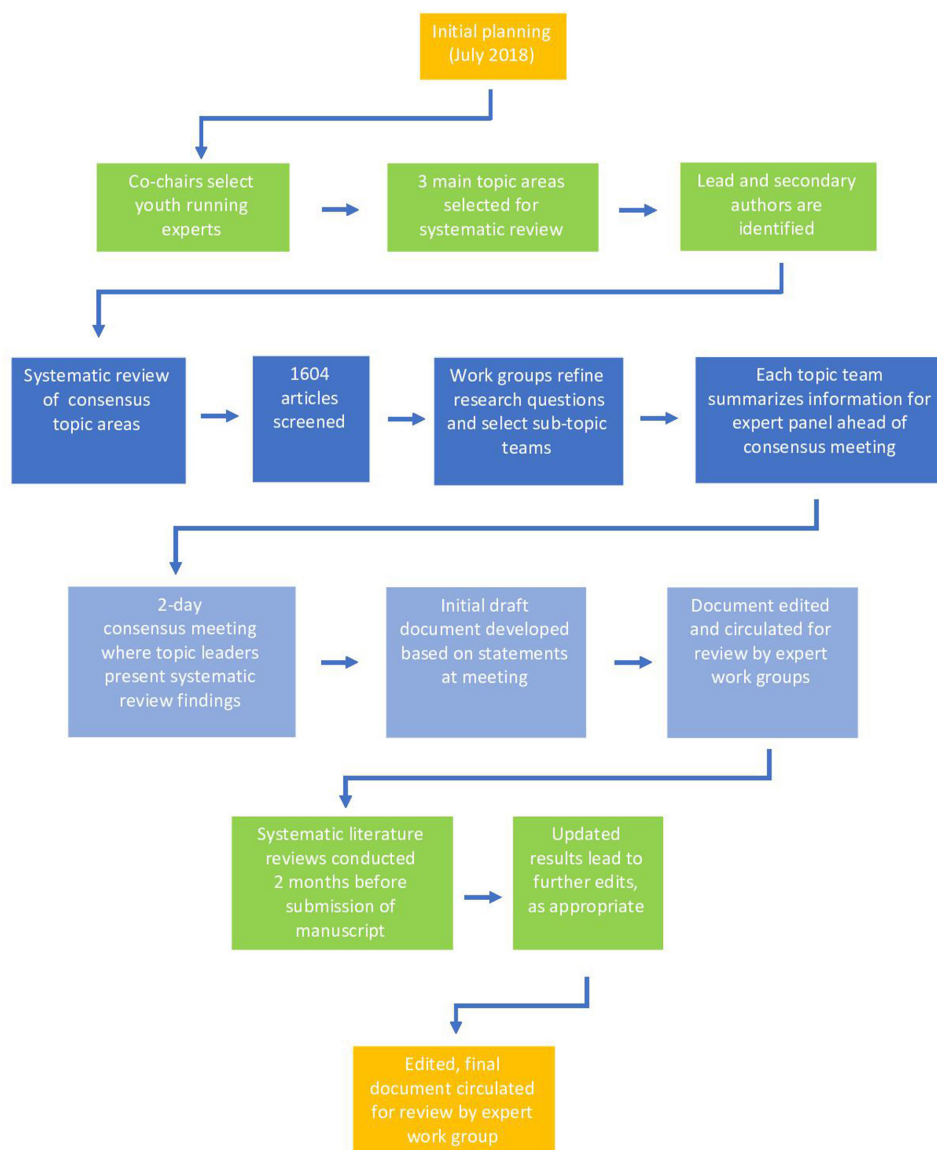 Initial planning
(July 2018)
Co-chairs select
youth running
experts
3 main topic areas
selected for
systematic review
Lead and secondary
authors are
identified
Systematic review
of consensus
topic areas
1604
articles
screened
Work groups refine
research questions
and select sub-topic
teams
Each topic team
summarizes information for
expert panel ahead of
consensus meeting
2-day
consensus meeting
where topic leaders
present systematic
review findings
Initial draft
document developed
based on statements
at meeting
Document edited
and circulated for
review by expert
work groups
Systematic literature
reviews conducted
2 months before
submission of
manuscript
Updated
results lead to
further edits,
as appropriate
Edited, final
document circulated
for review by expert
work group